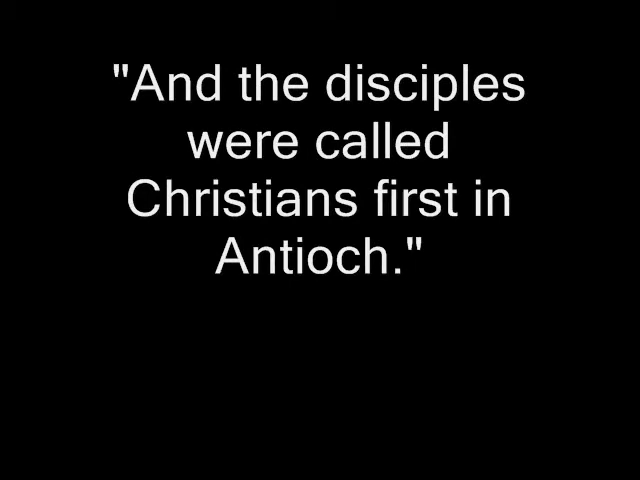 "And the disciples
were called
Christians first in
Antioch."